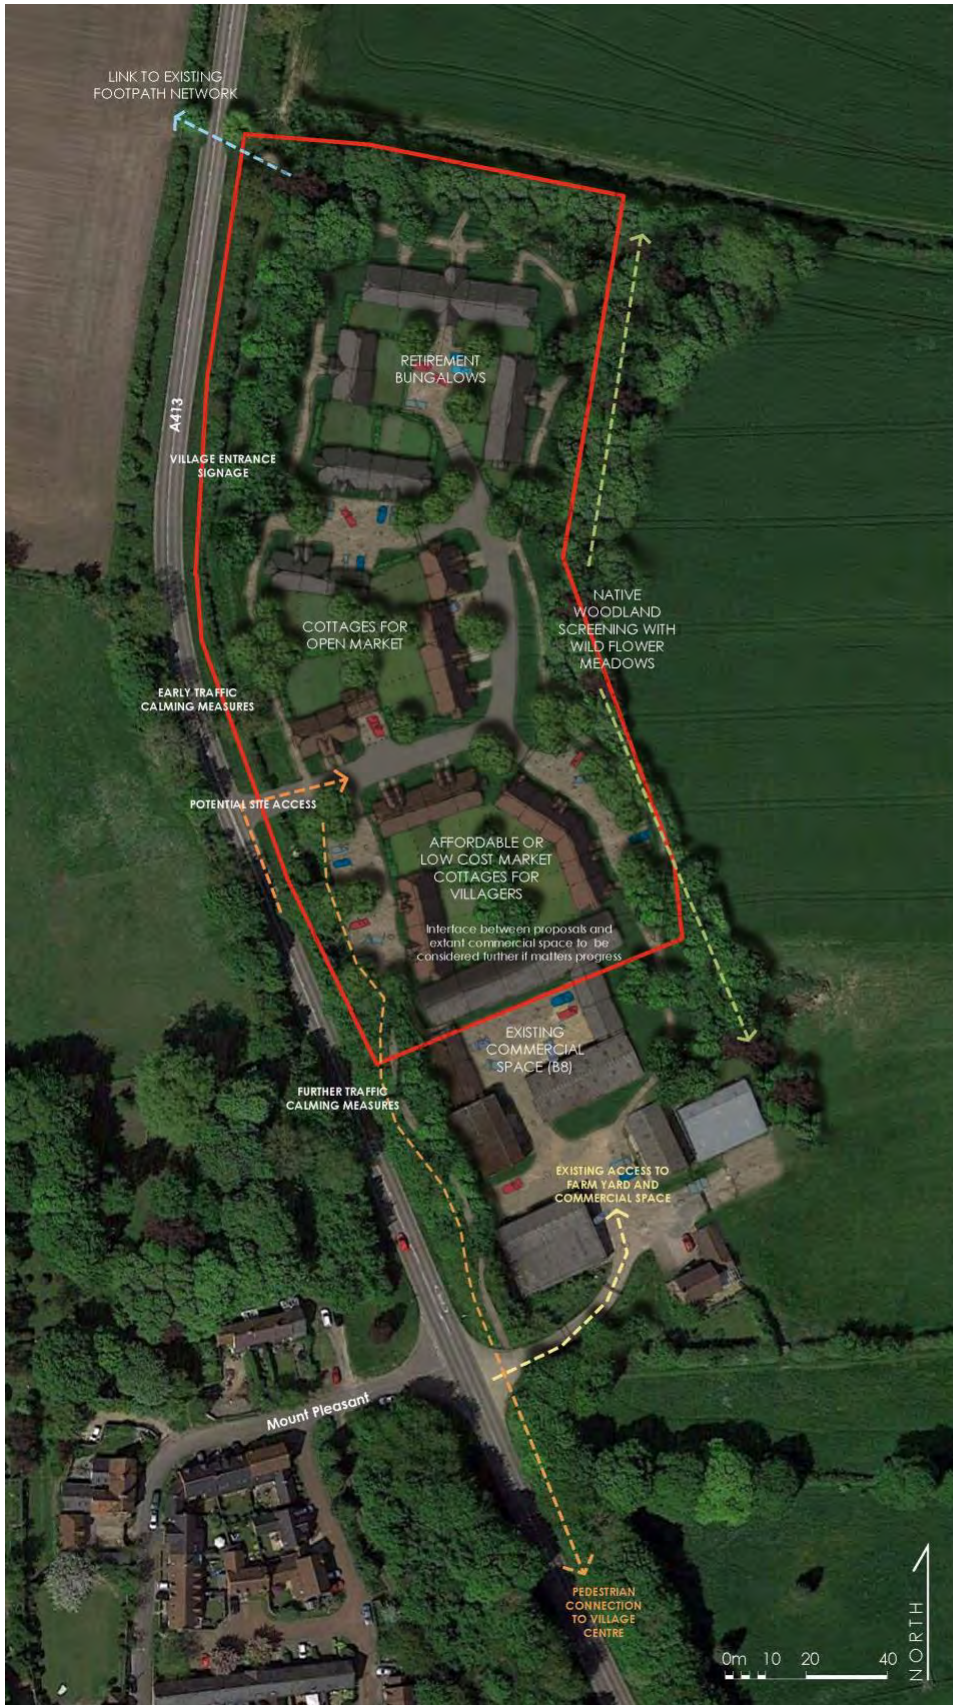 LINK TO EXISTING
FOOTPATH NETWORK
RETIREMENT
BUNGALOWS
A413
VILLAGE ENTRANCE
SIGNAGE
NATIVE
WOODLAND
SCREENING WITH
WILD FLOWER
MEADOWS
COTTAGES FOR
OPEN MARKET
EARLY TRAFFIC
CALMING MEASURES
POTENTIAL SITE ACCESS
AFFORDABLE OR
LOW COST MARKET
COTTAGES FOR
VILLAGERS
Interface between proposals and
extant commercial space to be
considered further if matters progress
EXISTING
COMMERCIAL
SPACE (B8)
FURTHER TRAFFIC
CALMING MEASURES
EXISTING ACCESS TO
FARM YARD AND
COMMERCIAL SPACE
Mount Pleasant
PEDESTRIAN
CONNECTION
TO VILLAGE
CENTRE
0m 10 20 40
NORTH